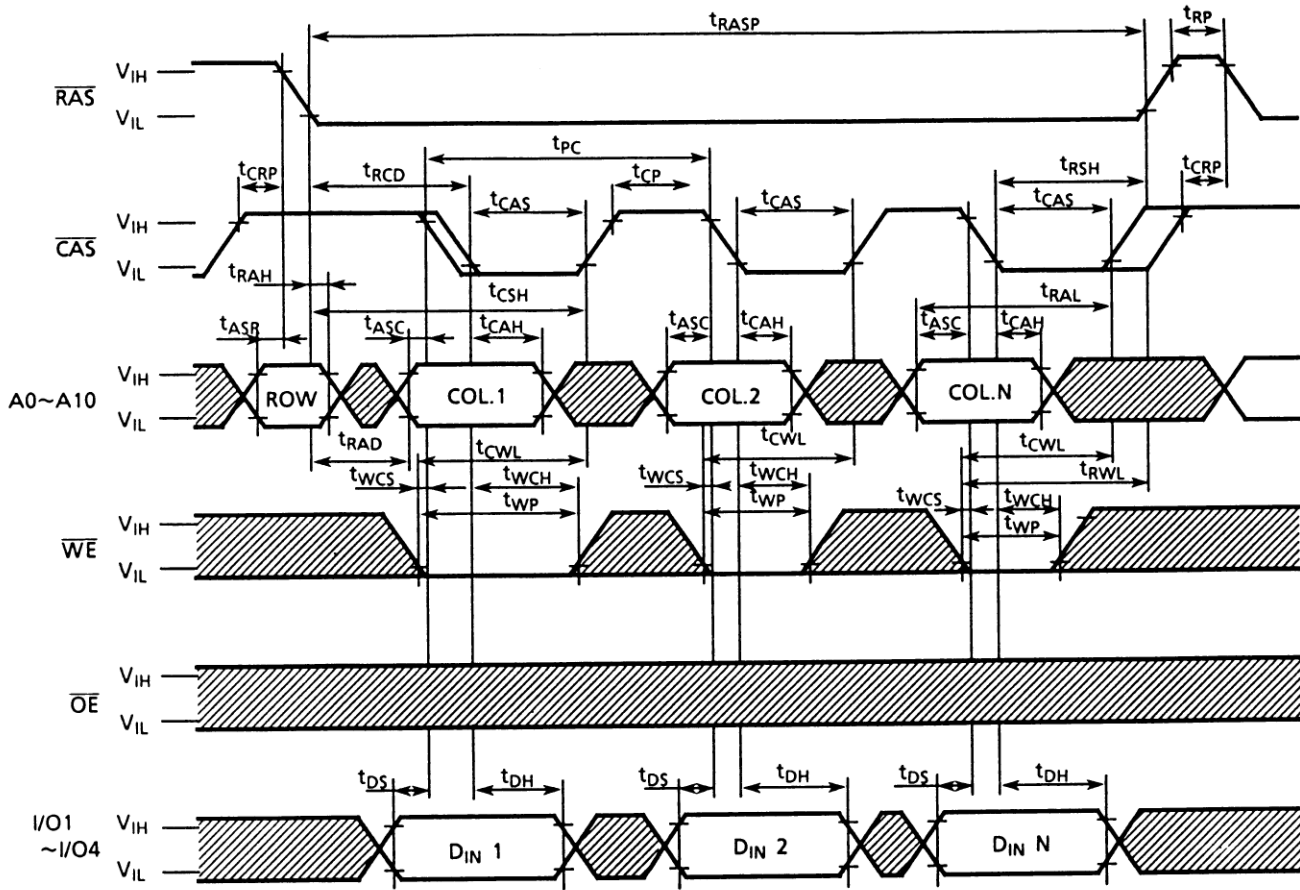 tRASP
tRP
VIH
RAS
VIL
tPC
tCRP
tRCD
tCP
tRSH
tCRP
tCAS
tCAS
tCAS
VIH
CAS
VIL
tRAH
tCSH
tRAL
tASR
tASC
tCAH
tASC
tCAH
tASC
tCAH
VIH
A0~A10
ROW
COL.1
COL.2
COL.N
VIL
tRAD
tCWL
tCWL
tCWL
tWCS
tWCH
tWCS
tWCH
tRWL
tWP
tWP
tWCS
tWCH
tWP
VIH
WE
VIL
VIH
OE
VIL
tDS
tDH
tDS
tDH
tDS
tDH
I/O1
~I/O4
VIH
DIN 1
DIN 2
DIN N
VIL